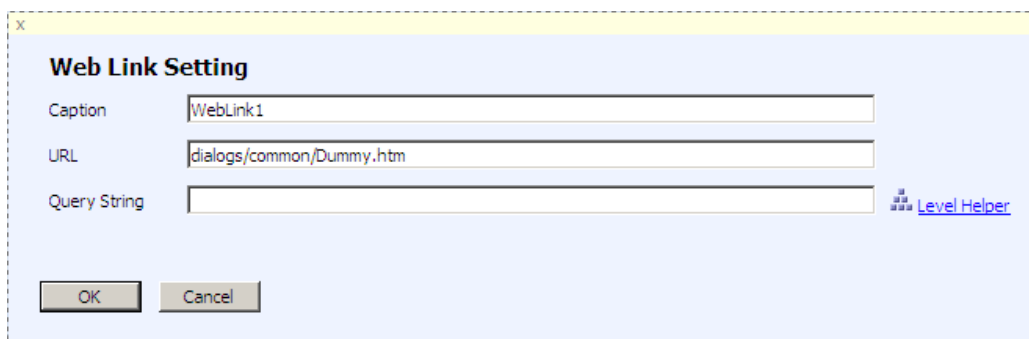 x
Web Link Setting
Caption WebLink1
URL dialogs/common/Dummy.htm
Query String Level Helper
OK Cancel